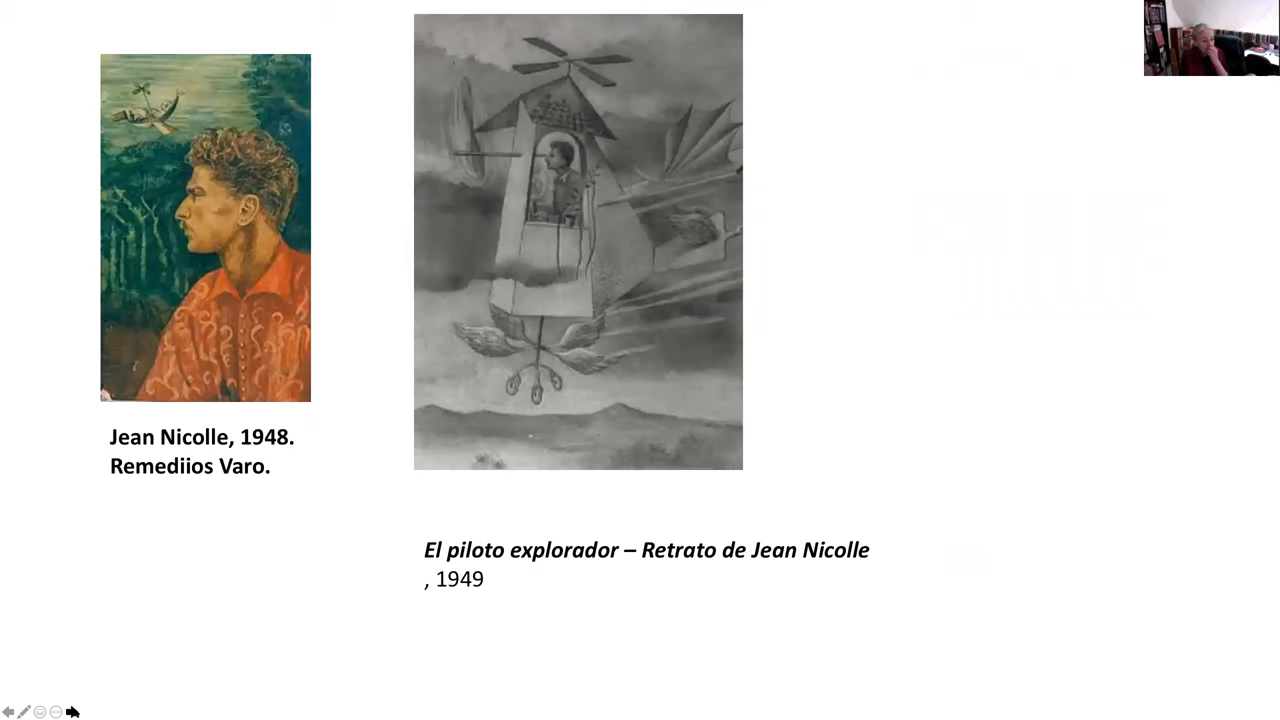 Jean Nicolle, 1948.
Remediios Varo.
El piloto explorador – Retrato de Jean Nicolle
, 1949